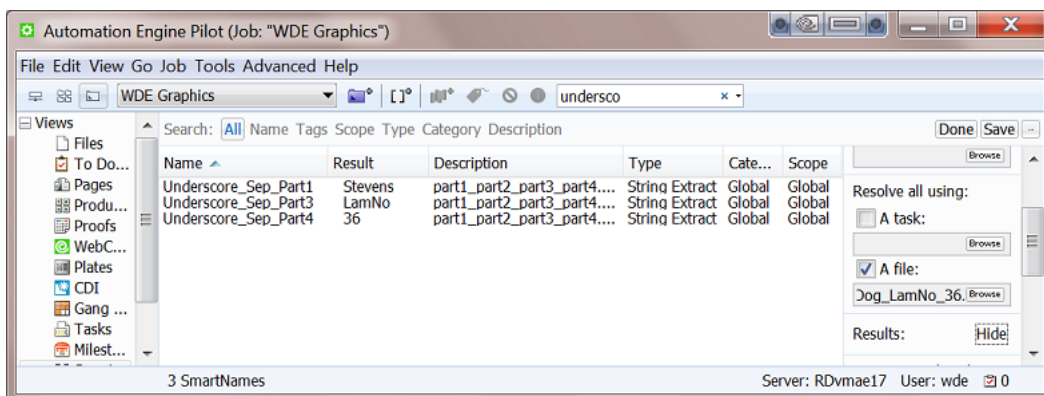 Automation Engine Pilot (Job: "WDE Graphics")
File Edit View Go Job Tools Advanced Help
WDE Graphics undersco
Views
Files
To Do...
Pages
Produ...
Proofs
WebC...
Plates
CDI
Gang ...
Tasks
Milest...
Search: All Name Tags Scope Type Category Description Done Save
Name Result Description Type Cate... Scope
Underscore_Sep_Part1 Stevens part1_part2_part3_part4.... String Extract Global Global
Underscore_Sep_Part3 LamNo part1_part2_part3_part4.... String Extract Global Global
Underscore_Sep_Part4 36 part1_part2_part3_part4.... String Extract Global Global
Browse
Resolve all using:
A task:
Browse
A file:
Dog_LamNo_36. Browse
Results: Hide
3 SmartNames Server: RDvmae17 User: wde 0